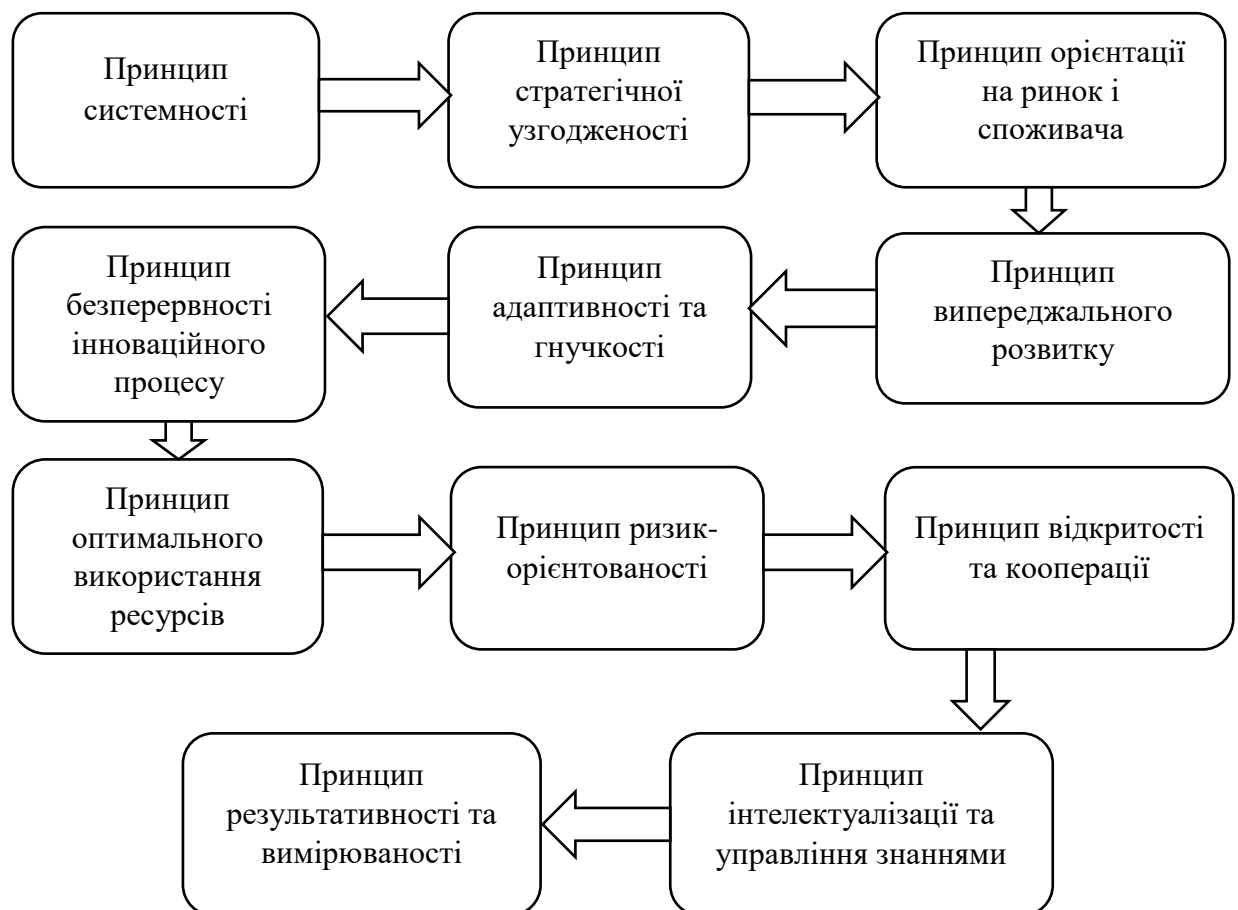 Принцип
системності
Принцип
стратегічної
узгодженості
Принцип орієнтації
на ринок і
споживача
Принцип
випереджального
розвитку
Принцип
адаптивності та
гнучкості
Принцип
безперервності
інноваційного
процесу
Принцип
оптимального
використання
ресурсів
Принцип ризик-
орієнтованості
Принцип відкритості
та кооперації
Принцип
інтелектуалізації та
управління знаннями
Принцип
результативності та
вимірюваності